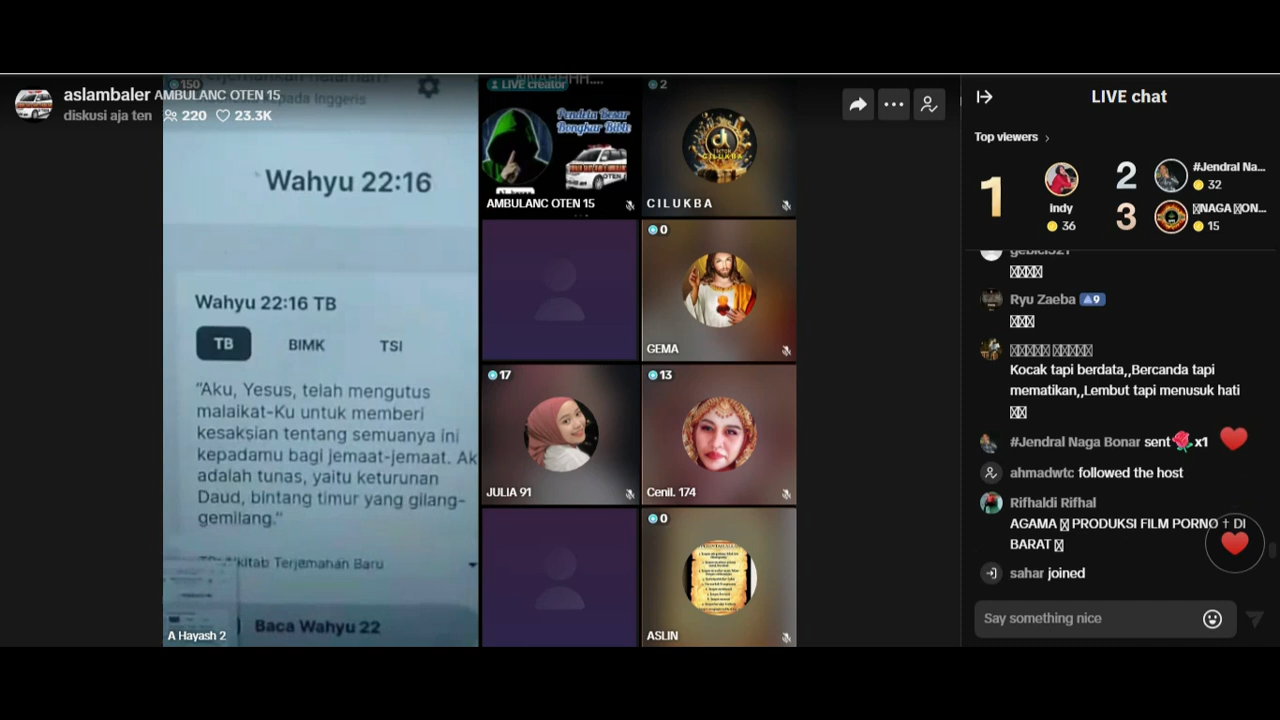 aslambaler AMBULANC OTEN 15
diskusi aja ten 220 23.3K
150
pada Inggeris
Wahyu 22:16
Wahyu 22:16 TB
TB BIMK TSI
"Aku, Yesus, telah mengutus
malaikat-Ku untuk memberi
kesaksian tentang semuanya ini
kepadamu bagi jemaat-jemaat. Ak
adalah tunas, yaitu keturunan
Daud, bintang timur yang gilang-
gemilang."
Terjemahan Baru
Baca Wahyu 22
A Hayash 2
LIVE creator
Pendeta Besar
Bongkar Bible
AMBULANC OTEN 15
2
CILUKBA
C I L U K B A
0
GEMA
17
JULIA 91
13
Cenil. 174
0
ASLIN
LIVE chat
Top viewers
1
Indy
36
2
#Jendral Na...
32
3
NAGA ON...
15
Ryu Zaeba 9
Kocak tapi berdata,,Bercanda tapi
mematikan,,Lembut tapi menusuk hati
#Jendral Naga Bonar sent x1
ahmadwtc followed the host
Rifhaldi Rifhal
AGAMA PRODUKSI FILM PORNO ✝ DI
BARAT
sahar joined
Say something nice